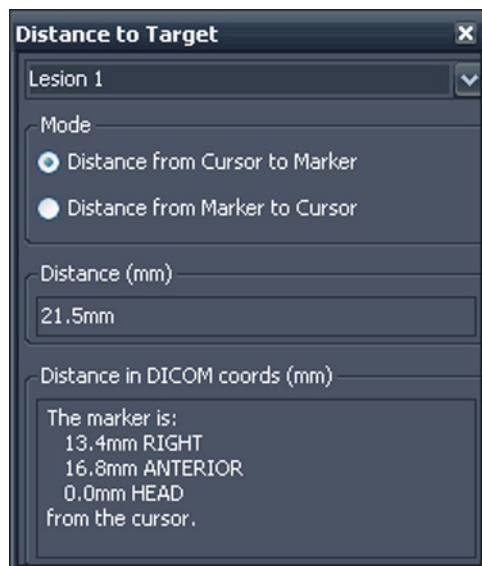 Distance to Target
Lesion 1
Mode
Distance from Cursor to Marker
Distance from Marker to Cursor
Distance (mm)
21.5mm
Distance in DICOM coords (mm)
The marker is:
13.4mm RIGHT
16.8mm ANTERIOR
0.0mm HEAD
from the cursor.